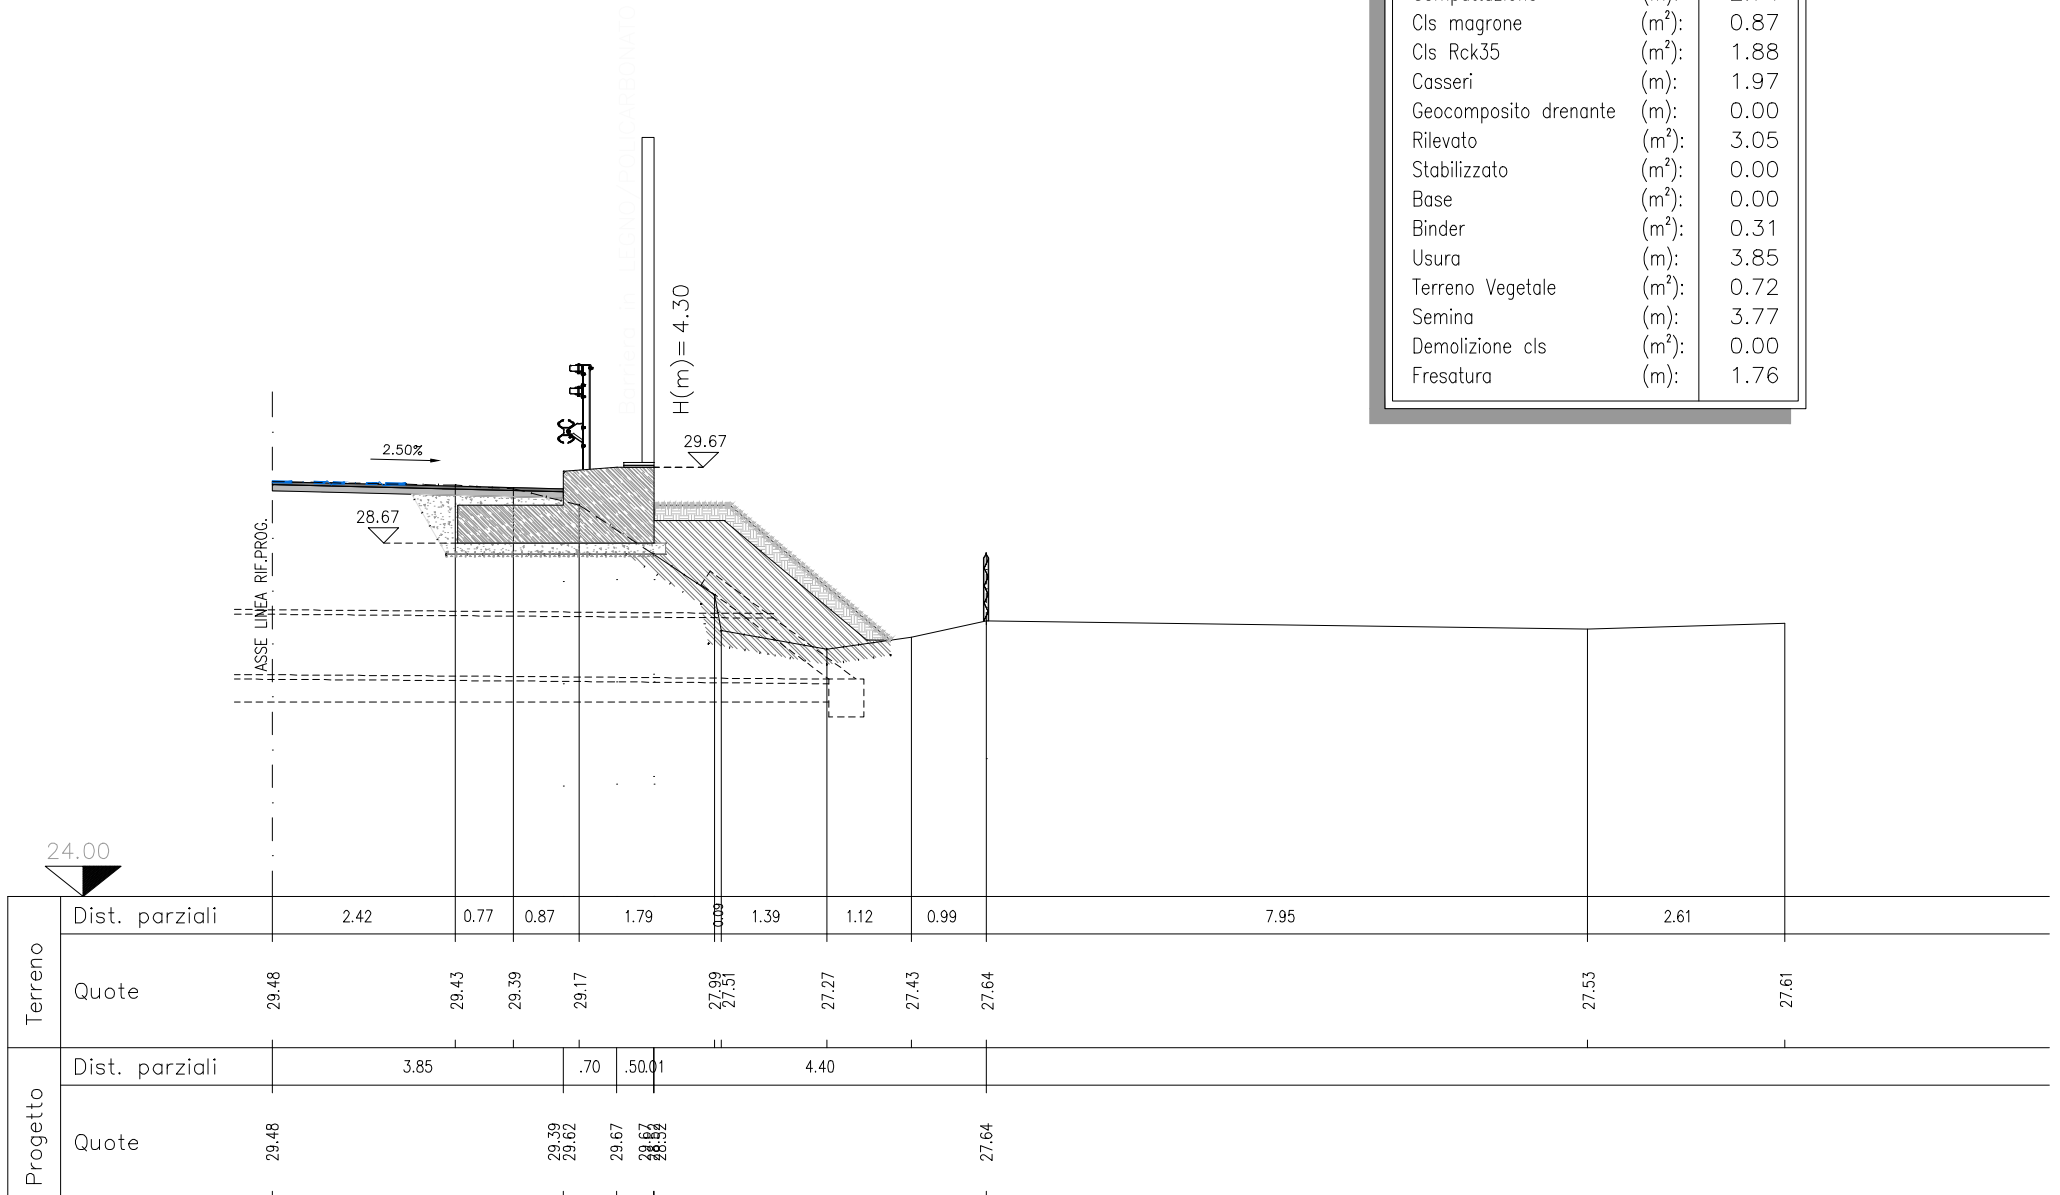 Cls magrone (m²): 0.87
Cls Rck35 (m²): 1.88
Casseri (m): 1.97
Geocomposito drenante (m): 0.00
Rilevato (m²): 3.05
Stabilizzato (m²): 0.00
Base (m²): 0.00
Binder (m²): 0.31
Usura (m): 3.85
Terreno Vegetale (m²): 0.72
Semina (m): 3.77
Demolizione cls (m²): 0.00
Fresatura (m): 1.76
H(m)= 4.30
29.67
2.50%
28.67
ASSE LINEA RIF.PROG.
24.00
Terreno
Dist. parziali 2.42 0.77 0.87 1.79 0.09 1.39 1.12 0.99 7.95 2.61
Quote 29.48 29.43 29.39 29.17 27.99 27.51 27.27 27.43 27.64 27.53 27.61
Progetto
Dist. parziali 3.85 .70 .50 0.01 4.40
Quote 29.48 29.39 29.62 29.67 29.67 27.64